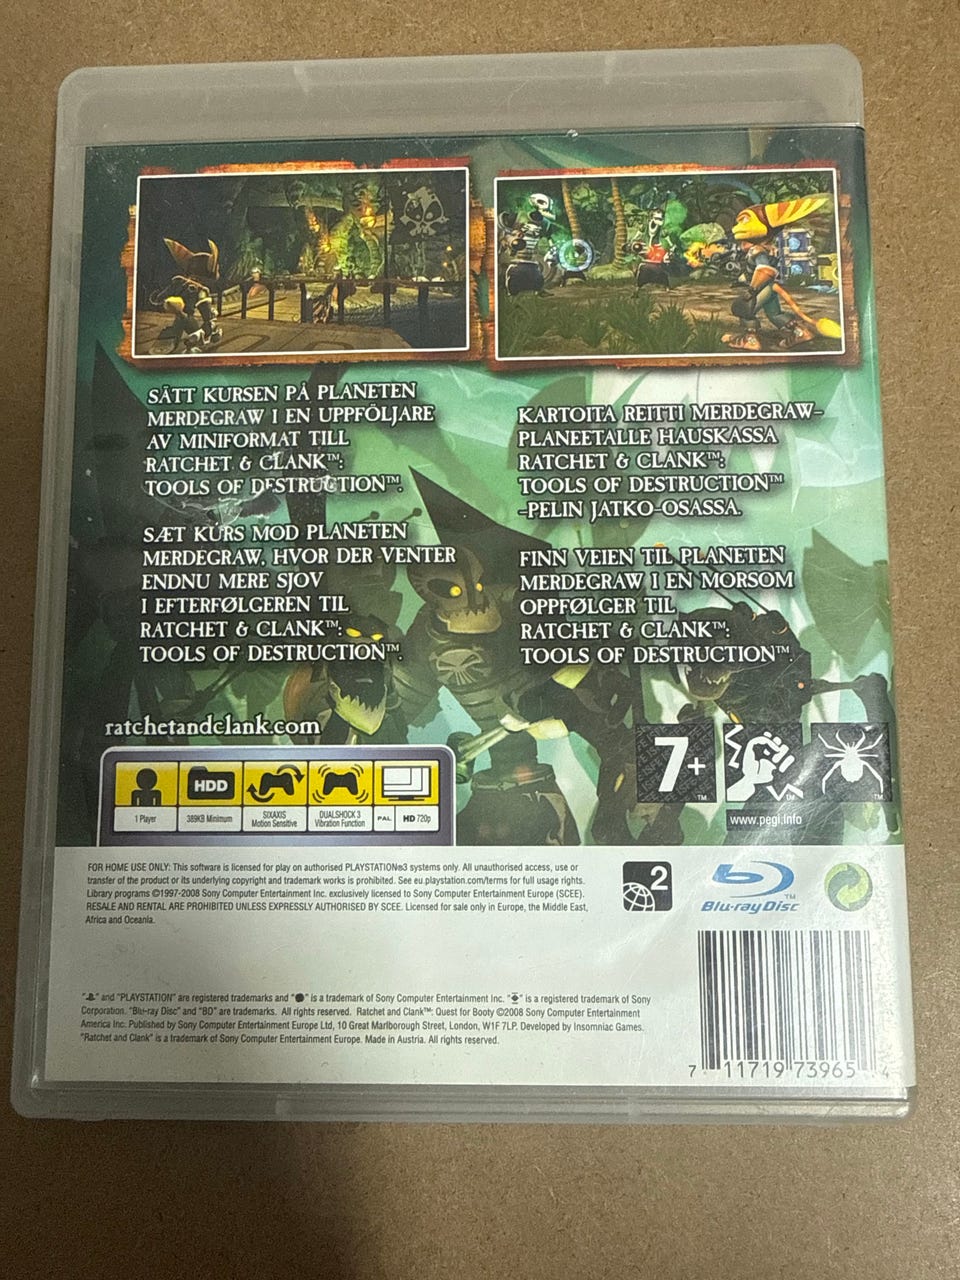 SÄTT KURSEN PÅ PLANETEN
MERDEGRAW I EN UPPFÖLJARE
AV MINIFORMAT TILL
RATCHET & CLANK™:
TOOLS OF DESTRUCTION™.
SÆT KURS MOD PLANETEN
MERDEGRAW, HVOR DER VENTER
ENDNU MERE SJOV
I EFTERFØLGEREN TIL
RATCHET & CLANK™:
TOOLS OF DESTRUCTION™.
KARTOITA REITTI MERDEGRAW-
PLANEETALLE HAUSKASSA
RATCHET & CLANK™:
TOOLS OF DESTRUCTION™
-PELIN JATKO-OSASSA.
FINN VEIEN TIL PLANETEN
MERDEGRAW I EN MORSOM
OPPFØLGER TIL
RATCHET & CLANK™:
TOOLS OF DESTRUCTION™.
ratchetandclank.com
HDD
1 Player
389KB Minimum
SIXAXIS
Motion Sensitive
DUALSHOCK 3
Vibration Function
PAL
HD 720p
7+
™
www.pegi.info
FOR HOME USE ONLY: This software is licensed for play on authorised PLAYSTATION®3 systems only. All unauthorised access, use or
transfer of the product or its underlying copyright and trademark works is prohibited. See eu.playstation.com/terms for full usage rights.
Library programs ©1997-2008 Sony Computer Entertainment Inc. exclusively licensed to Sony Computer Entertainment Europe (SCEE).
RESALE AND RENTAL ARE PROHIBITED UNLESS EXPRESSLY AUTHORISED BY SCEE. Licensed for sale only in Europe, the Middle East,
Africa and Oceania.
2
Blu-ray Disc
™
" " and "PLAYSTATION" are registered trademarks and " " is a trademark of Sony Computer Entertainment Inc. " " is a registered trademark of Sony
Corporation. "Blu-ray Disc" and "BD" are trademarks. All rights reserved. Ratchet and Clank™: Quest for Booty ©2008 Sony Computer Entertainment
America Inc. Published by Sony Computer Entertainment Europe Ltd, 10 Great Marlborough Street, London, W1F 7LP. Developed by Insomniac Games.
"Ratchet and Clank" is a trademark of Sony Computer Entertainment Europe. Made in Austria. All rights reserved.
7 11719 73965 4